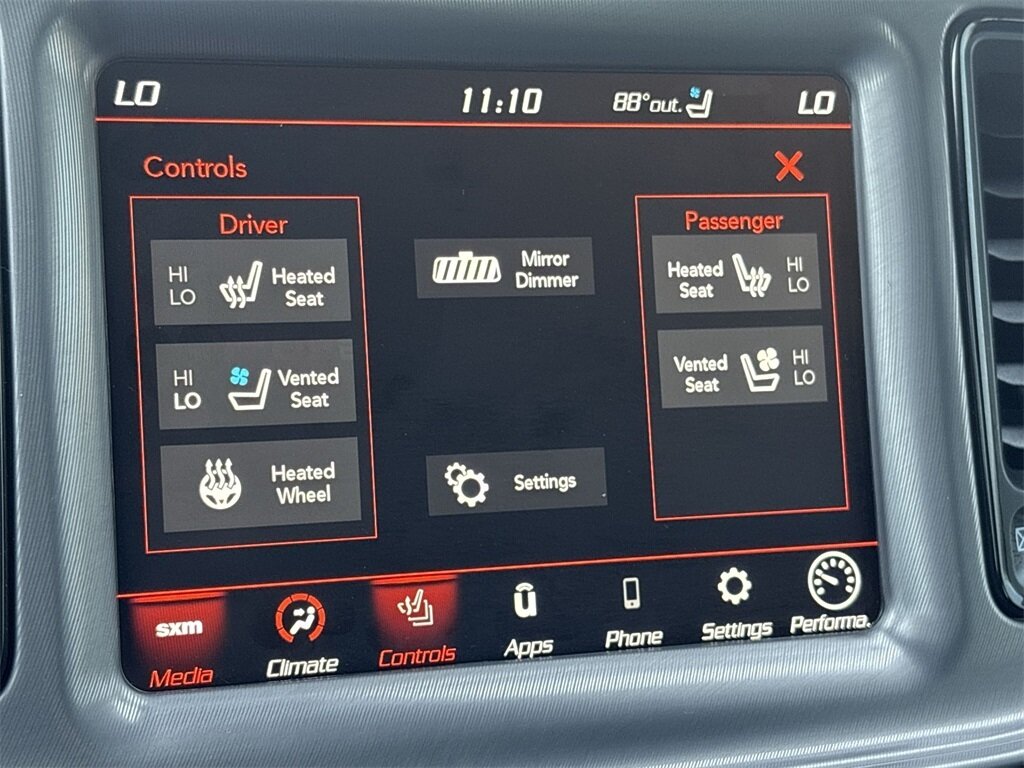 LO
11:10
88°out.
LO
Controls
Driver
HI
LO
Heated
Seat
HI
LO
Vented
Seat
Heated
Wheel
Mirror
Dimmer
Settings
Passenger
Heated
Seat
HI
LO
Vented
Seat
HI
LO
sxm
Media
Climate
Controls
u
Apps
Phone
Settings
Performa.